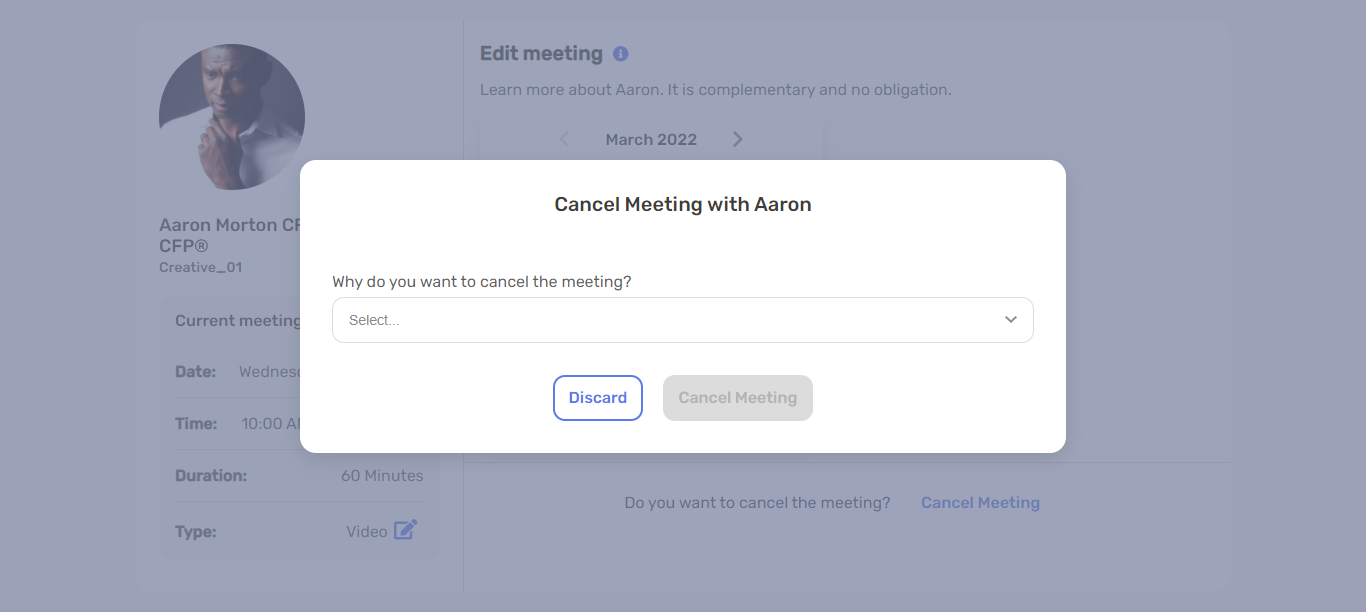 Edit meeting
Learn more about Aaron. It is complementary and no obligation.
March 2022
Aaron Morton
CFP®
Creative_01
Current meeting
Date:
Time: 10:00
Duration: 60 Minutes
Type: Video
Cancel Meeting with Aaron
Why do you want to cancel the meeting?
Select...
Discard Cancel Meeting
Do you want to cancel the meeting? Cancel Meeting